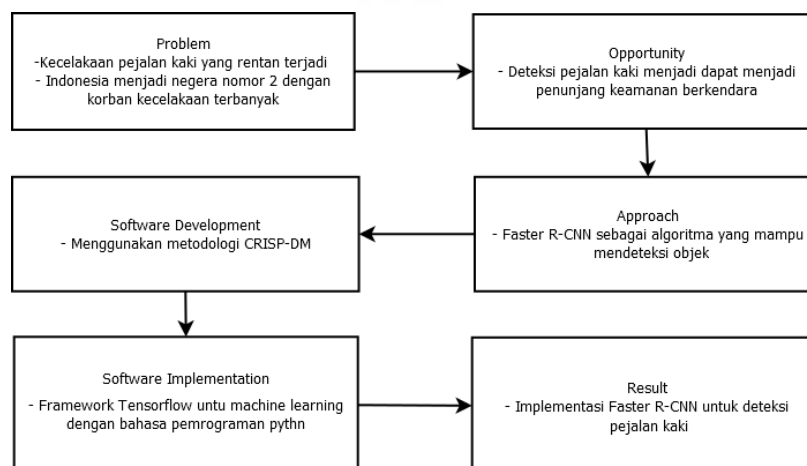 Problem
-Kecelakaan pejalan kaki yang rentan terjadi
- Indonesia menjadi negera nomor 2 dengan
korban kecelakaan terbanyak
Opportunity
- Deteksi pejalan kaki menjadi dapat menjadi
penunjang keamanan berkendara
Approach
- Faster R-CNN sebagai algoritma yang mampu
mendeteksi objek
Software Development
- Menggunakan metodologi CRISP-DM
Software Implementation
- Framework Tensorflow untu machine learning
dengan bahasa pemrograman pythn
Result
- Implementasi Faster R-CNN untuk deteksi
pejalan kaki